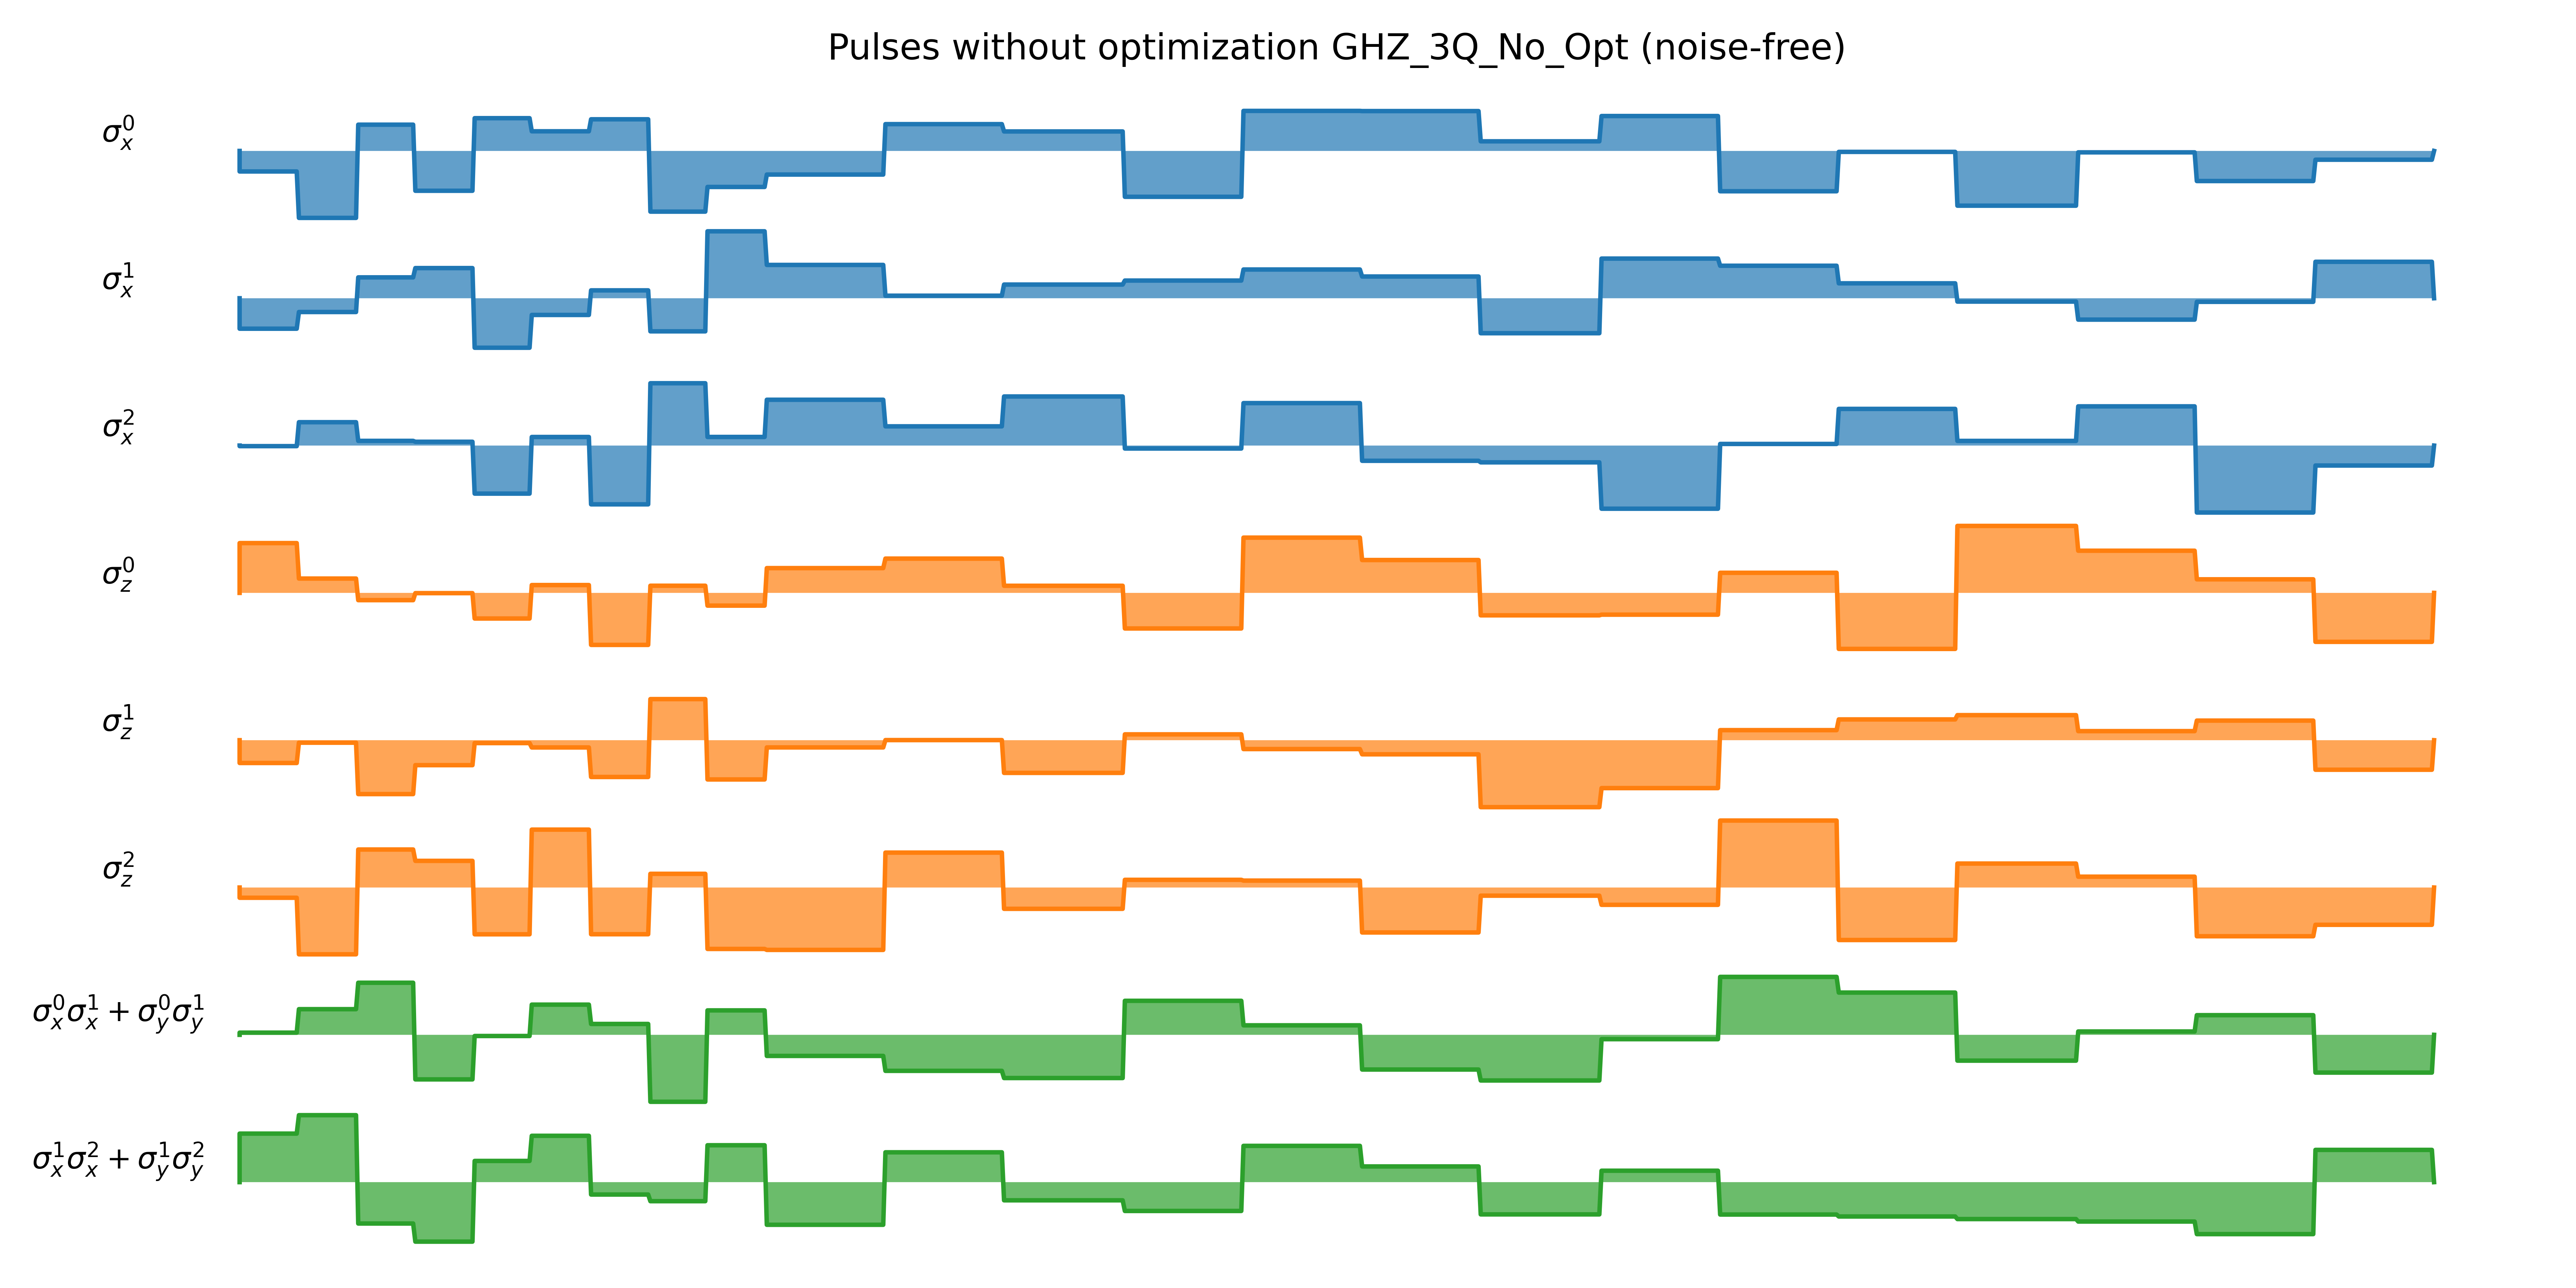 Pulses without optimization GHZ_3Q_No_Opt (noise-free)
σ_x^0
σ_x^1
σ_x^2
σ_z^0
σ_z^1
σ_z^2
σ_x^0σ_x^1 + σ_y^0σ_y^1
σ_x^1σ_x^2 + σ_y^1σ_y^2